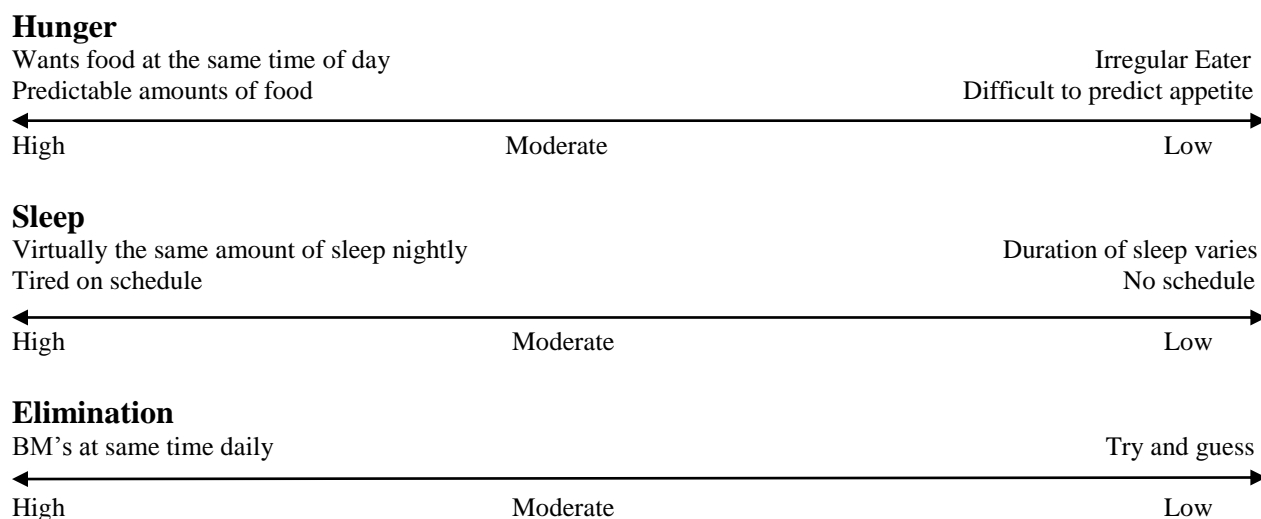 Hunger
Wants food at the same time of day Irregular Eater
Predictable amounts of food Difficult to predict appetite
High Moderate Low
Sleep
Virtually the same amount of sleep nightly Duration of sleep varies
Tired on schedule No schedule
High Moderate Low
Elimination
BM’s at same time daily Try and guess
High Moderate Low